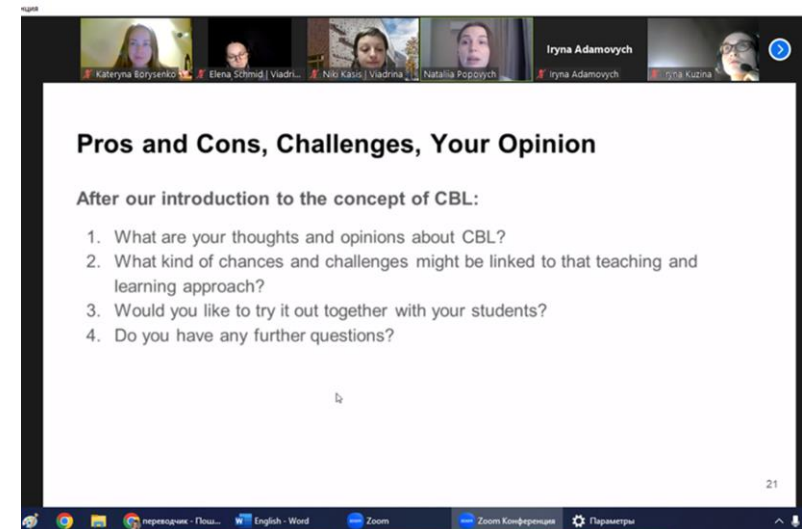 нция
Kateryna Borysenko
Elena Schmid | Viadri...
Niki Kasis | Viadrina
Nataliia Popovych
Iryna Adamovych
Iryna Adamovych
Iryna Kuzina
Pros and Cons, Challenges, Your Opinion
After our introduction to the concept of CBL:
1. What are your thoughts and opinions about CBL?
2. What kind of chances and challenges might be linked to that teaching and
learning approach?
3. Would you like to try it out together with your students?
4. Do you have any further questions?
21
переводчик - Пош...
English - Word
Zoom
Zoom Конференция
Параметры